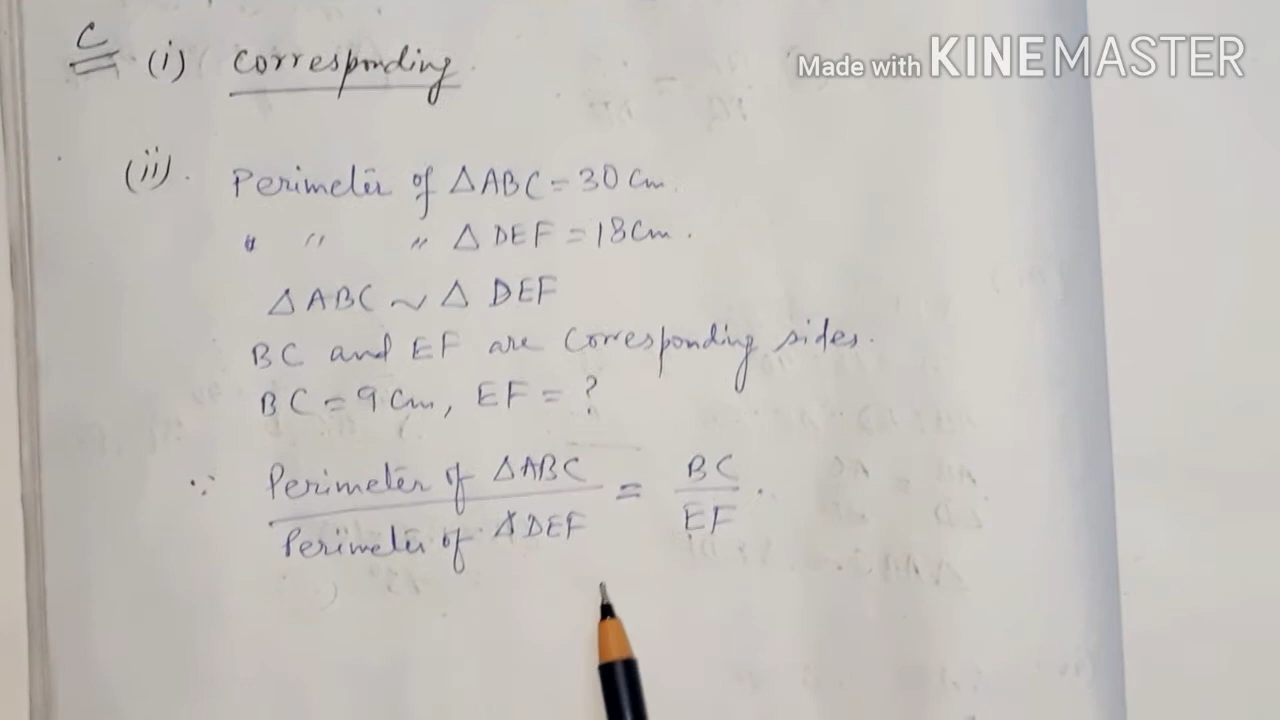 Made with KINEMASTER
C (i) corresponding.
(ii). Perimeter of △ABC = 30 cm.
" " " △ DEF = 18 cm.
△ ABC ~ △ DEF
BC and EF are corresponding sides.
BC = 9 cm, EF = ?
∵ Perimeter of △ABC / Perimeter of △DEF = BC / EF .